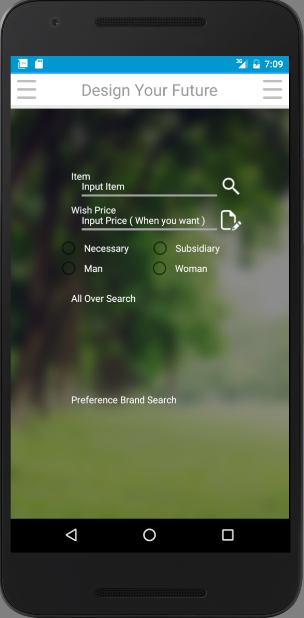 3G 7:09
Design Your Future
Item
Input Item
Wish Price
Input Price ( When you want )
Necessary Subsidiary
Man Woman
All Over Search
Preference Brand Search